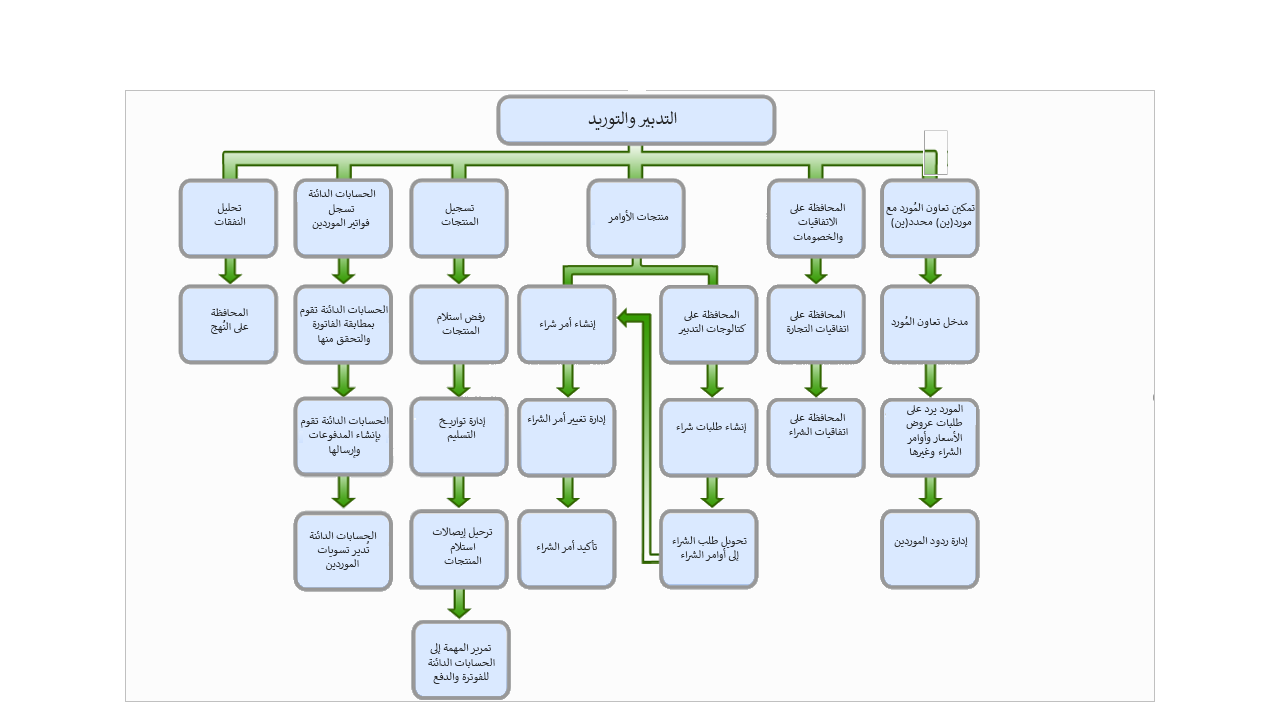 التدبير والتوريد
تمكين تعاون المُورد مع
مورد(ين) محدد(ين)
المحافظة على
الاتفاقيات
والخصومات
منتجات الأوامر
تسجيل
المنتجات
الحسابات الدائنة
تسجل
فواتير الموردين
تحليل
النفقات
مدخل تعاون المُورد
المحافظة على
اتفاقيات التجارة
المحافظة على
كتالوجات التدبير
إنشاء أمر شراء
رفض استلام
المنتجات
الحسابات الدائنة تقوم
بمطابقة الفاتورة
والتحقق منها
المحافظة
على النُهج
المورد يرد على
طلبات عروض
الأسعار وأوامر
الشراء وغيرها
المحافظة على
اتفاقيات الشراء
إنشاء طلبات شراء
إدارة تغيير أمر الشراء
إدارة تواريخ
التسليم
الحسابات الدائنة تقوم
بإنشاء المدفوعات
وإرسالها
إدارة ردود الموردين
تحويل طلب الشراء
إلى أوامر الشراء
تأكيد أمر الشراء
ترحيل إيصالات
استلام
المنتجات
الحسابات الدائنة
تُدير تسويات
الموردين
تمرير المهمة إلى
الحسابات الدائنة
للفوترة والدفع